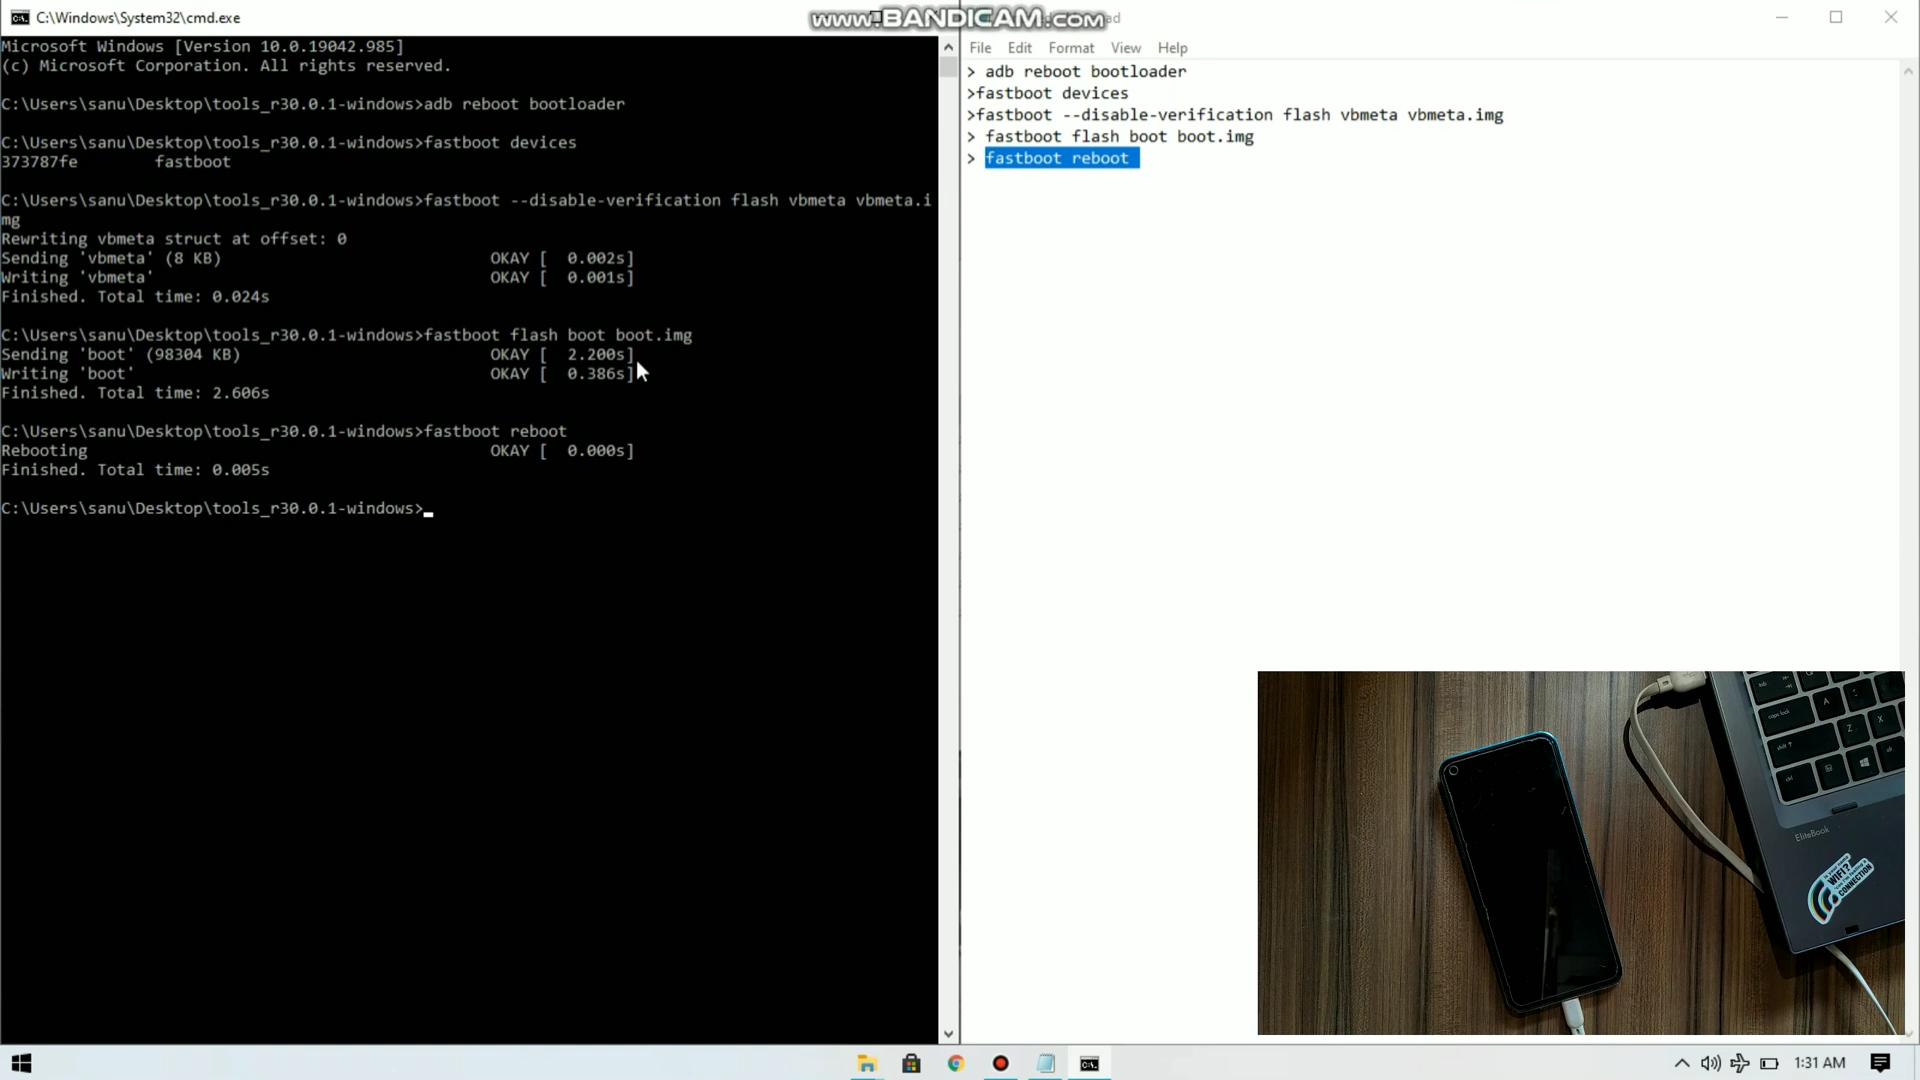 C:\Windows\System32\cmd.exe
www.BANDICAM.com
Microsoft Windows [Version 10.0.19042.985]
(c) Microsoft Corporation. All rights reserved.
C:\Users\sanu\Desktop\tools_r30.0.1-windows>adb reboot bootloader
C:\Users\sanu\Desktop\tools_r30.0.1-windows>fastboot devices
373787fe fastboot
C:\Users\sanu\Desktop\tools_r30.0.1-windows>fastboot --disable-verification flash vbmeta vbmeta.i
mg
Rewriting vbmeta struct at offset: 0
Sending 'vbmeta' (8 KB) OKAY [ 0.002s]
Writing 'vbmeta' OKAY [ 0.001s]
Finished. Total time: 0.024s
C:\Users\sanu\Desktop\tools_r30.0.1-windows>fastboot flash boot boot.img
Sending 'boot' (98304 KB) OKAY [ 2.200s]
Writing 'boot' OKAY [ 0.386s]
Finished. Total time: 2.606s
C:\Users\sanu\Desktop\tools_r30.0.1-windows>fastboot reboot
Rebooting OKAY [ 0.000s]
Finished. Total time: 0.005s
C:\Users\sanu\Desktop\tools_r30.0.1-windows>
File Edit Format View Help
> adb reboot bootloader
>fastboot devices
>fastboot --disable-verification flash vbmeta vbmeta.img
> fastboot flash boot boot.img
> fastboot reboot
caps lock
A
Z
X
shift
ctrl
EliteBook
WIFI?
CONNECTION
1:31 AM